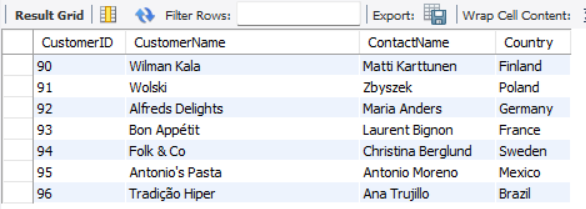 Result Grid Filter Rows: Export: Wrap Cell Content:
CustomerID CustomerName ContactName Country
90 Wilman Kala Matti Karttunen Finland
91 Wolski Zbyszek Poland
92 Alfreds Delights Maria Anders Germany
93 Bon Appétit Laurent Bignon France
94 Folk & Co Christina Berglund Sweden
95 Antonio's Pasta Antonio Moreno Mexico
96 Tradição Hiper Ana Trujillo Brazil